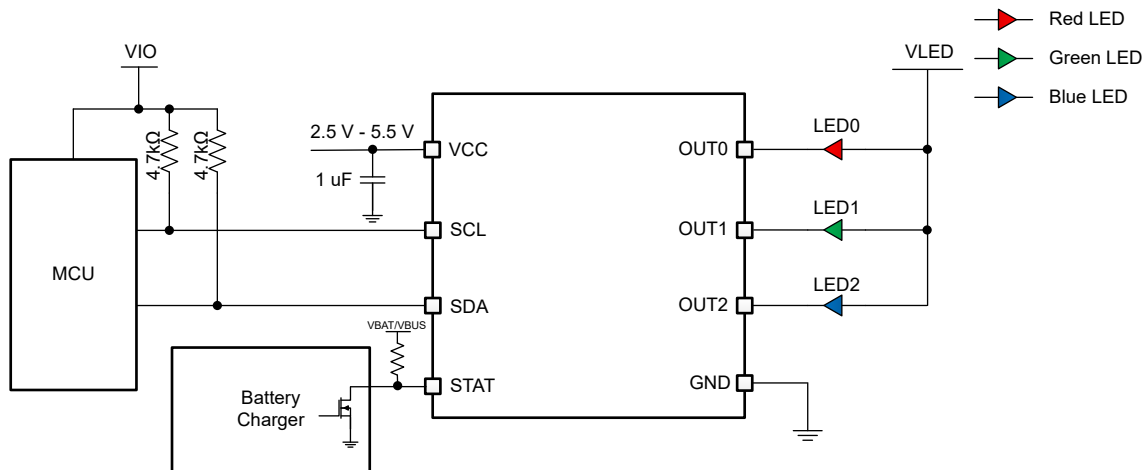 Red LED
Green LED
Blue LED
VIO
VLED
4.7kΩ
4.7kΩ
2.5 V - 5.5 V
1 uF
MCU
VCC
SCL
SDA
STAT
OUT0
OUT1
OUT2
GND
LED0
LED1
LED2
VBAT/VBUS
Battery
Charger